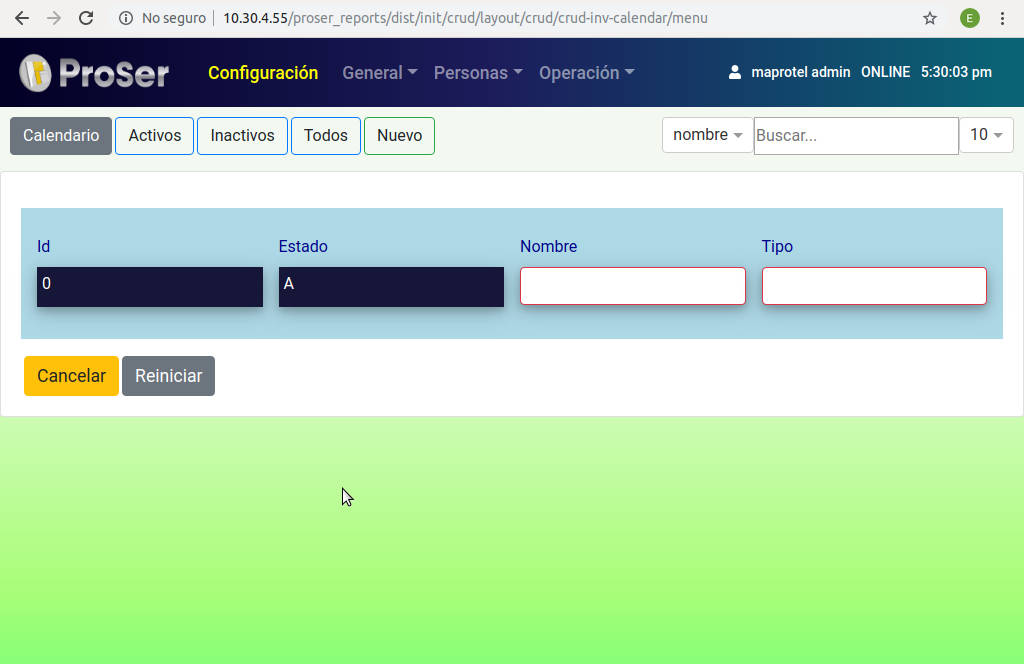 No seguro 10.30.4.55/proser_reports/dist/init/crud/layout/crud/crud-inv-calendar/menu E
ProSer Configuración General Personas Operación maprotel admin ONLINE 5:30:03 pm
Calendario Activos Inactivos Todos Nuevo nombre Buscar... 10
Id Estado Nombre Tipo
0 A
Cancelar Reiniciar